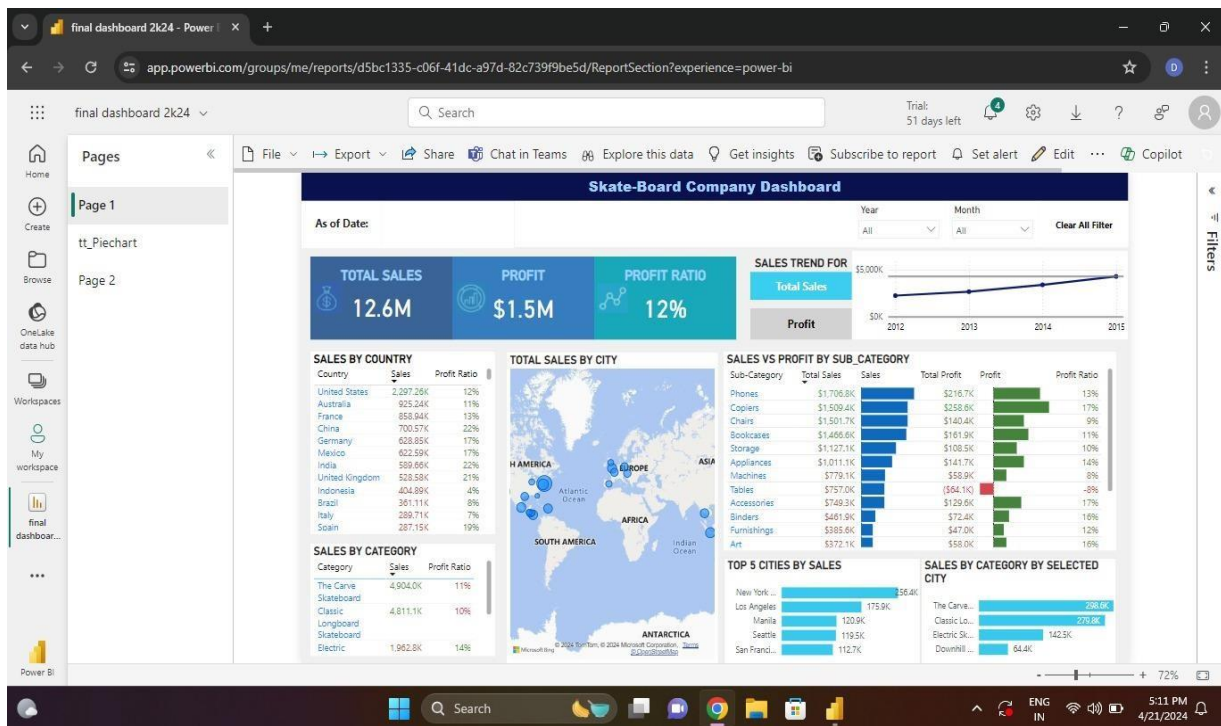 final dashboard 2k24 - Power
app.powerbi.com/groups/me/reports/d5bc1335-c06f-41dc-a97d-82c739f9be5d/ReportSection?experience=power-bi
D
final dashboard 2k24
Search
Trial:
51 days left
4
Home
Create
Browse
OneLake
data hub
Workspaces
My
workspace
final
dashboar...
Power BI
Pages
Page 1
tt_Piechart
Page 2
File Export Share Chat in Teams Explore this data Get insights Subscribe to report Set alert Edit ... Copilot
Filters
Skate-Board Company Dashboard
As of Date:
Year Month
All All Clear All Filter
TOTAL SALES
12.6M
PROFIT
$1.5M
PROFIT RATIO
12%
SALES TREND FOR
Total Sales
Profit
$5,000K
$0K
2012 2013 2014 2015
SALES BY COUNTRY
Country Sales Profit Ratio
United States 2,297.26K 12%
Australia 925.24K 11%
France 858.94K 13%
China 700.57K 22%
Germany 628.85K 17%
Mexico 622.59K 17%
India 589.66K 22%
United Kingdom 528.58K 21%
Indonesia 404.89K 4%
Brazil 361.11K 8%
Italy 289.71K 7%
Spain 287.15K 19%
SALES BY CATEGORY
Category Sales Profit Ratio
The Carve 4,904.0K 11%
Skateboard
Classic 4,811.1K 10%
Longboard
Skateboard
Electric 1,962.8K 14%
TOTAL SALES BY CITY
H AMERICA
EUROPE
ASIA
Atlantic
Ocean
AFRICA
SOUTH AMERICA
Indian
Ocean
ANTARCTICA
Microsoft Bing
© 2024 TomTom, © 2024 Microsoft Corporation, Terms
© OpenStreetMap
SALES VS PROFIT BY SUB_CATEGORY
Sub-Category Total Sales Sales Total Profit Profit Profit Ratio
Phones $1,706.8K $216.7K 13%
Copiers $1,509.4K $258.6K 17%
Chairs $1,501.7K $140.4K 9%
Bookcases $1,466.6K $161.9K 11%
Storage $1,127.1K $108.5K 10%
Appliances $1,011.1K $141.7K 14%
Machines $779.1K $58.9K 8%
Tables $757.0K ($64.1K) -8%
Accessories $749.3K $129.6K 17%
Binders $461.9K $72.4K 16%
Furnishings $385.6K $47.0K 12%
Art $372.1K $58.0K 16%
TOP 5 CITIES BY SALES
New York ... 256.4K
Los Angeles 175.9K
Manila 120.9K
Seattle 119.5K
San Franci... 112.7K
SALES BY CATEGORY BY SELECTED
CITY
The Carve... 298.6K
Classic Lo... 279.8K
Electric Sk... 142.5K
Downhill ... 64.4K
72%
Search
ENG
IN
5:11 PM
4/21/2024